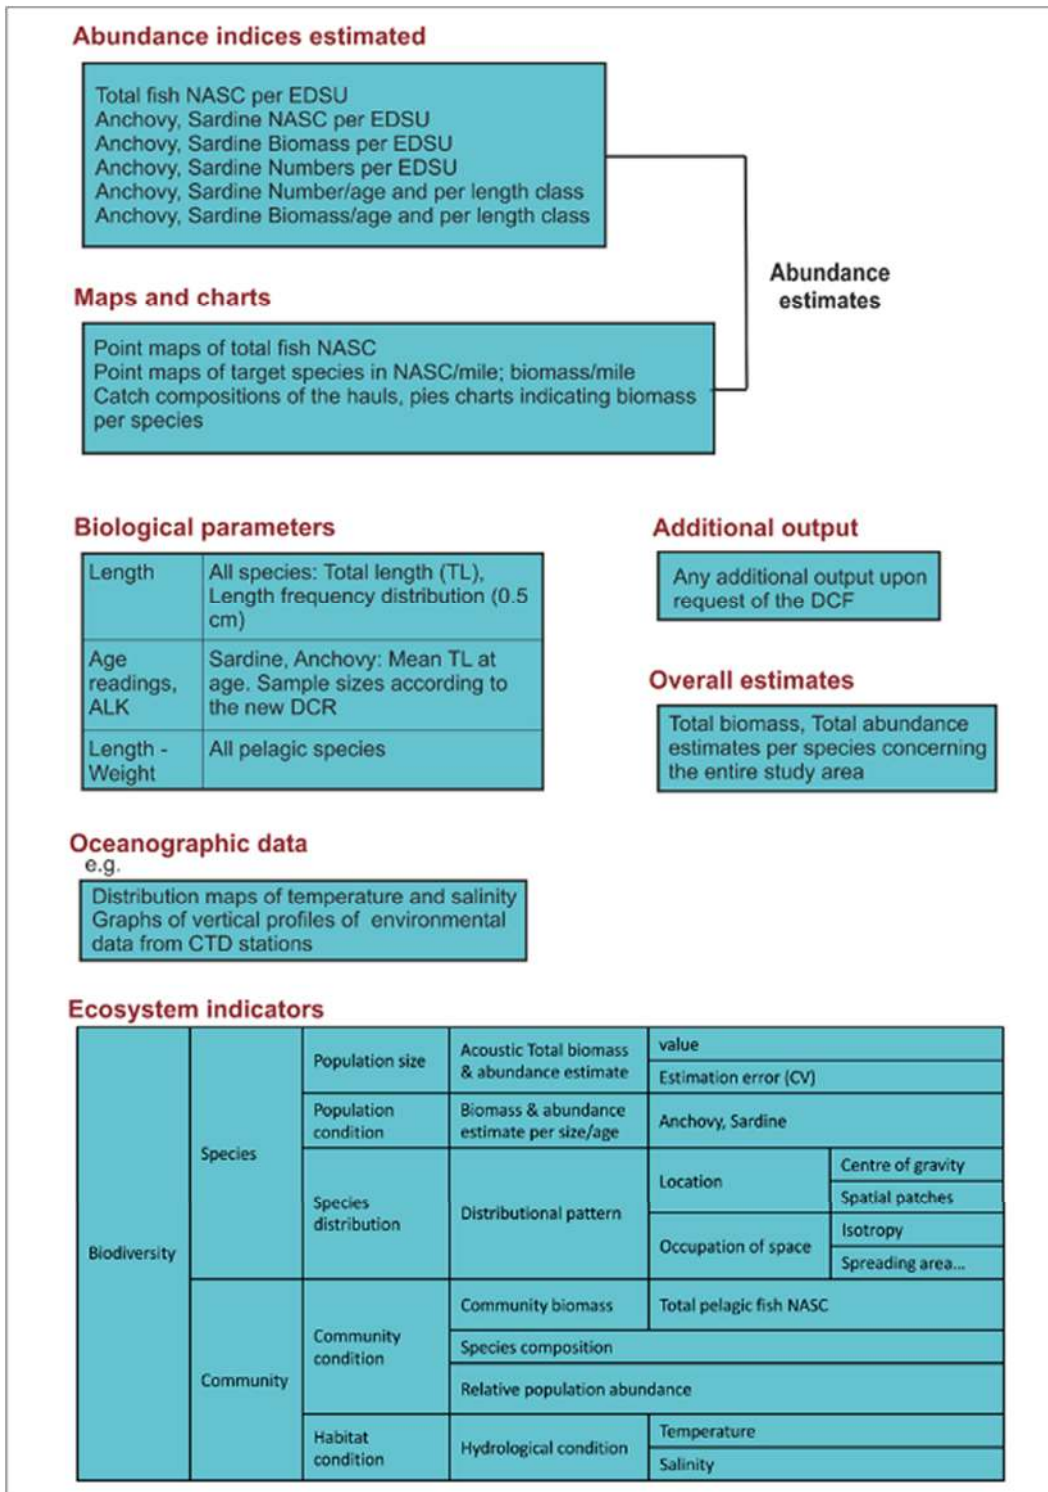 Abundance indices estimated
Total fish NASC per EDSU
Anchovy, Sardine NASC per EDSU
Anchovy, Sardine Biomass per EDSU
Anchovy, Sardine Numbers per EDSU
Anchovy, Sardine Number/age and per length class
Anchovy, Sardine Biomass/age and per length class
Abundance
estimates
Maps and charts
Point maps of total fish NASC
Point maps of target species in NASC/mile; biomass/mile
Catch compositions of the hauls, pies charts indicating biomass
per species
Biological parameters
Length
All species: Total length (TL),
Length frequency distribution (0.5
cm)
Age
readings,
ALK
Sardine, Anchovy: Mean TL at
age. Sample sizes according to
the new DCR
Length -
Weight
All pelagic species
Additional output
Any additional output upon
request of the DCF
Overall estimates
Total biomass, Total abundance
estimates per species concerning
the entire study area
Oceanographic data
e.g.
Distribution maps of temperature and salinity
Graphs of vertical profiles of environmental
data from CTD stations
Ecosystem indicators
Biodiversity
Species
Population size
Acoustic Total biomass
& abundance estimate
value
Estimation error (CV)
Population
condition
Biomass & abundance
estimate per size/age
Anchovy, Sardine
Species
distribution
Distributional pattern
Location
Centre of gravity
Spatial patches
Occupation of space
Isotropy
Spreading area...
Community
Community
condition
Community biomass
Total pelagic fish NASC
Species composition
Relative population abundance
Habitat
condition
Hydrological condition
Temperature
Salinity